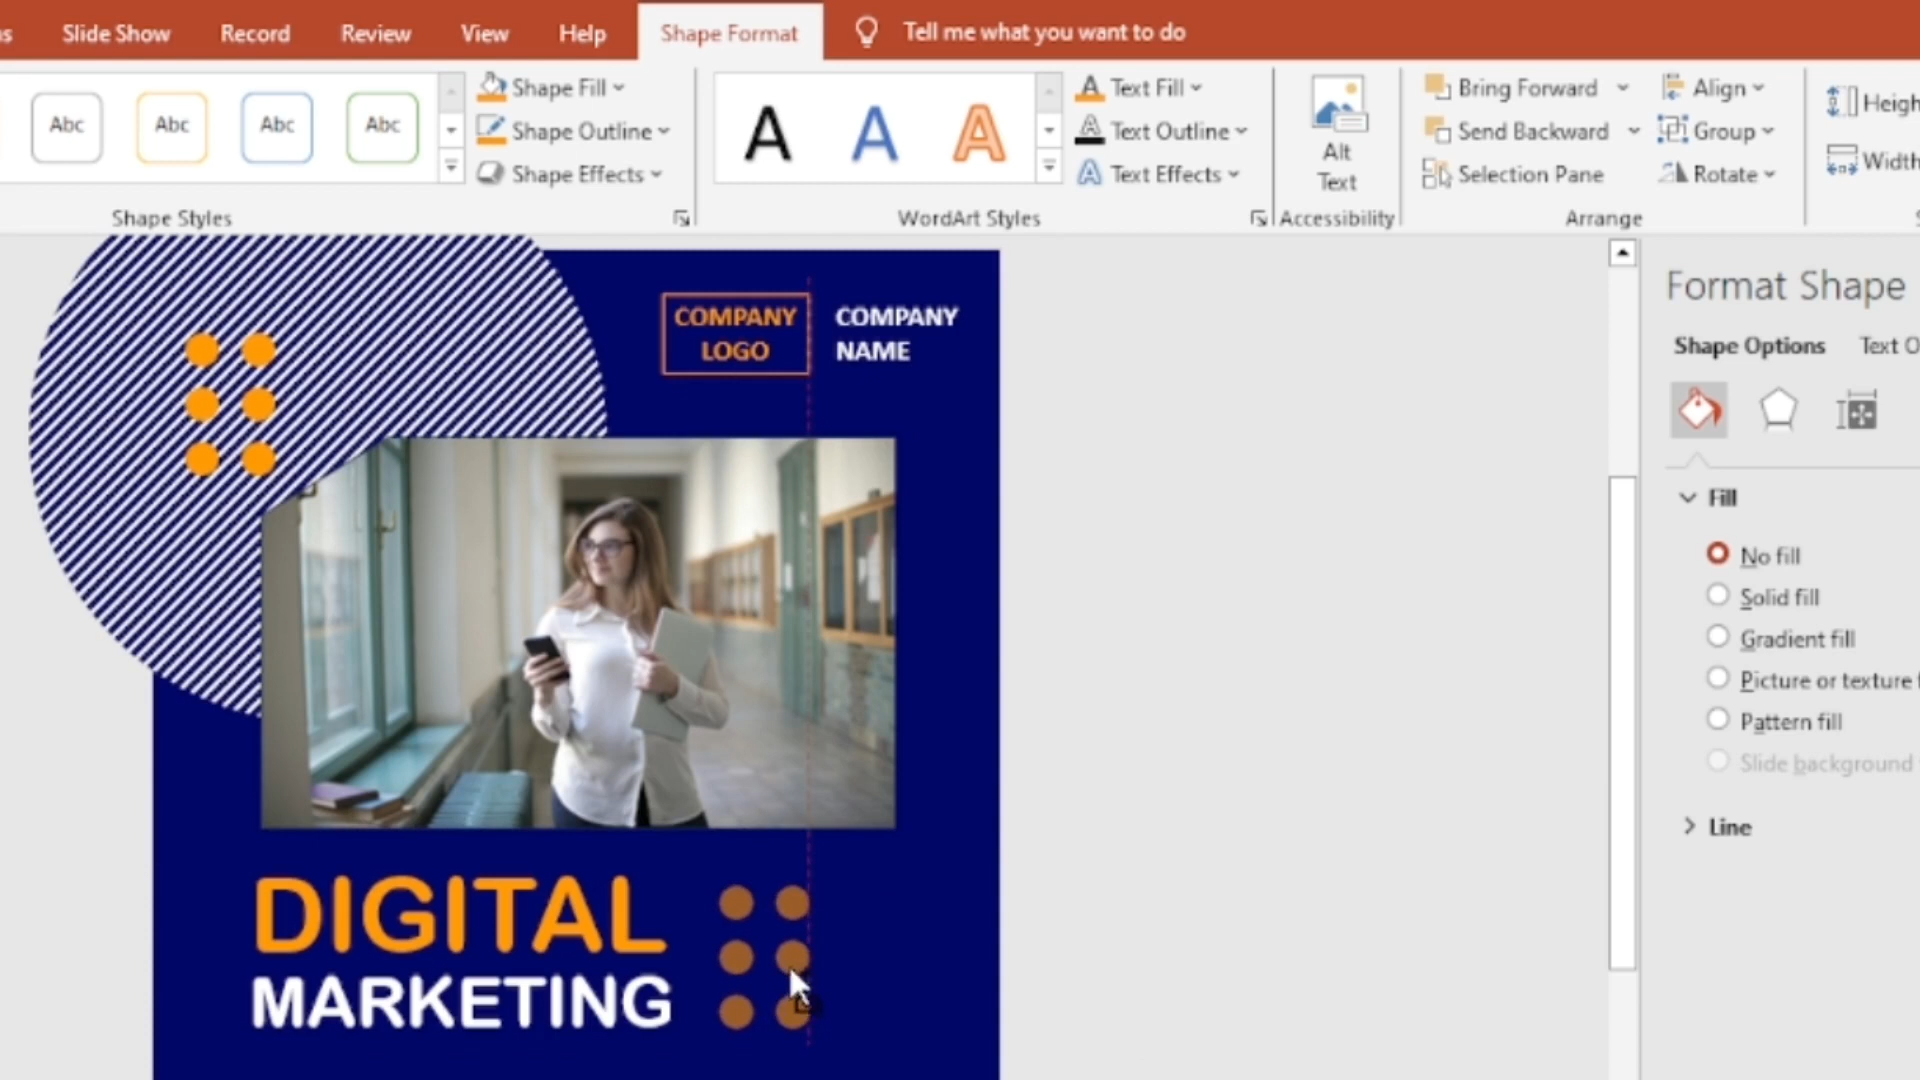 Slide Show Record Review View Help Shape Format Tell me what you want to do
Abc Abc Abc Abc
Shape Fill
Shape Outline
Shape Effects
Shape Styles
A A A
Text Fill
Text Outline
Text Effects
WordArt Styles
Alt
Text
Accessibility
Bring Forward
Send Backward
Selection Pane
Align
Group
Rotate
Arrange
Heigh
Width
COMPANY
LOGO
COMPANY
NAME
DIGITAL
MARKETING
Format Shape
Shape Options Text O
Fill
No fill
Solid fill
Gradient fill
Picture or texture
Pattern fill
Slide background
Line